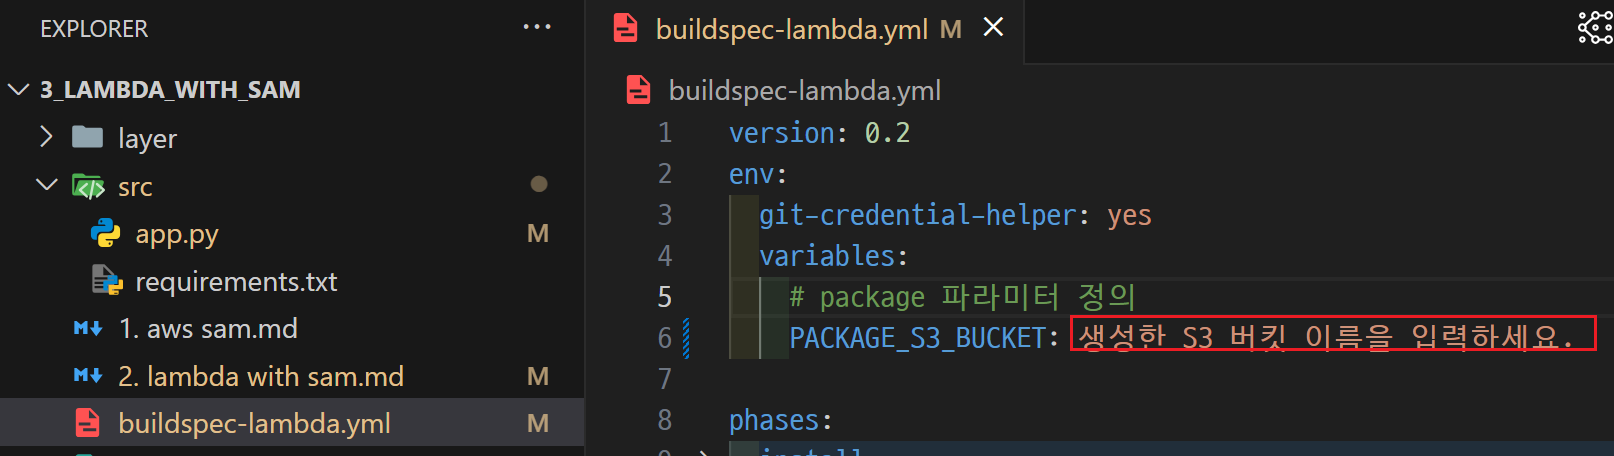 EXPLORER
...
3_LAMBDA_WITH_SAM
layer
src
app.py M
requirements.txt
1. aws sam.md
2. lambda with sam.md M
buildspec-lambda.yml M
buildspec-lambda.yml M
buildspec-lambda.yml
1 version: 0.2
2 env:
3 git-credential-helper: yes
4 variables:
5 # package 파라미터 정의
6 PACKAGE_S3_BUCKET: 생성한 S3 버킷 이름을 입력하세요.
7
8 phases:
9 install